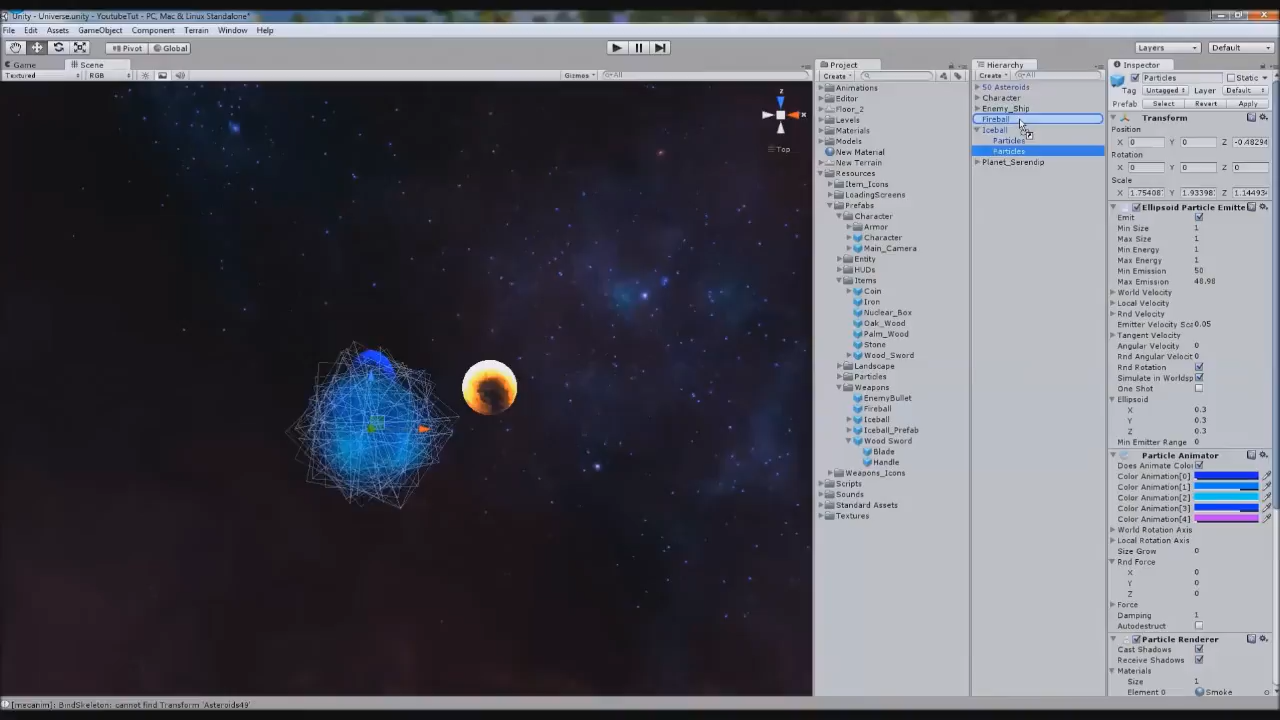 Unity - Universe.unity - YoutubeTut - PC, Mac & Linux Standalone*
File Edit Assets GameObject Component Terrain Window Help
Pivot Global Layers Default
Game Scene Project Hierarchy Inspector
Textured RGB Gizmos All Create Create All
Particles Static
Tag Untagged Layer Default
Prefab Select Revert Apply
Animations
Editor
Floor_2
Levels
Materials
Models
New Material
New Terrain
Resources
Item_Icons
LoadingScreens
Prefabs
Character
Armor
Character
Main_Camera
Entity
HUDs
Items
Coin
Iron
Nuclear_Box
Oak_Wood
Palm_Wood
Stone
Wood_Sword
Landscape
Particles
Weapons
EnemyBullet
Fireball
Iceball
Iceball_Prefab
Wood Sword
Blade
Handle
Weapons_Icons
Scripts
Sounds
Standard Assets
Textures
50 Asteroids
Character
Enemy_Ship
Fireball
Iceball
Particles
Particles
Planet_Serendip
Transform
Position
X 0 Y 0 Z -0.48294
Rotation
X 0 Y 0 Z 0
Scale
X 1.75408 Y 1.93398 Z 1.14493
Ellipsoid Particle Emitte
Emit
Min Size 1
Max Size 1
Min Energy 1
Max Energy 1
Min Emission 50
Max Emission 48.98
World Velocity
Local Velocity
Rnd Velocity
Emitter Velocity Sca 0.05
Tangent Velocity
Angular Velocity 0
Rnd Angular Velocit 0
Rnd Rotation
Simulate in Worldsp
One Shot
Ellipsoid
X 0.3
Y 0.3
Z 0.3
Min Emitter Range 0
Particle Animator
Does Animate Color
Color Animation[0]
Color Animation[1]
Color Animation[2]
Color Animation[3]
Color Animation[4]
World Rotation Axis
Local Rotation Axis
Size Grow 0
Rnd Force
X 0
Y 0
Z 0
Force
Damping 1
Autodestruct
Particle Renderer
Cast Shadows
Receive Shadows
Materials
Size 1
Element 0 Smoke
z
x
Top
[mecanim]: BindSkeleton: cannot find Transform 'Asteroids49'